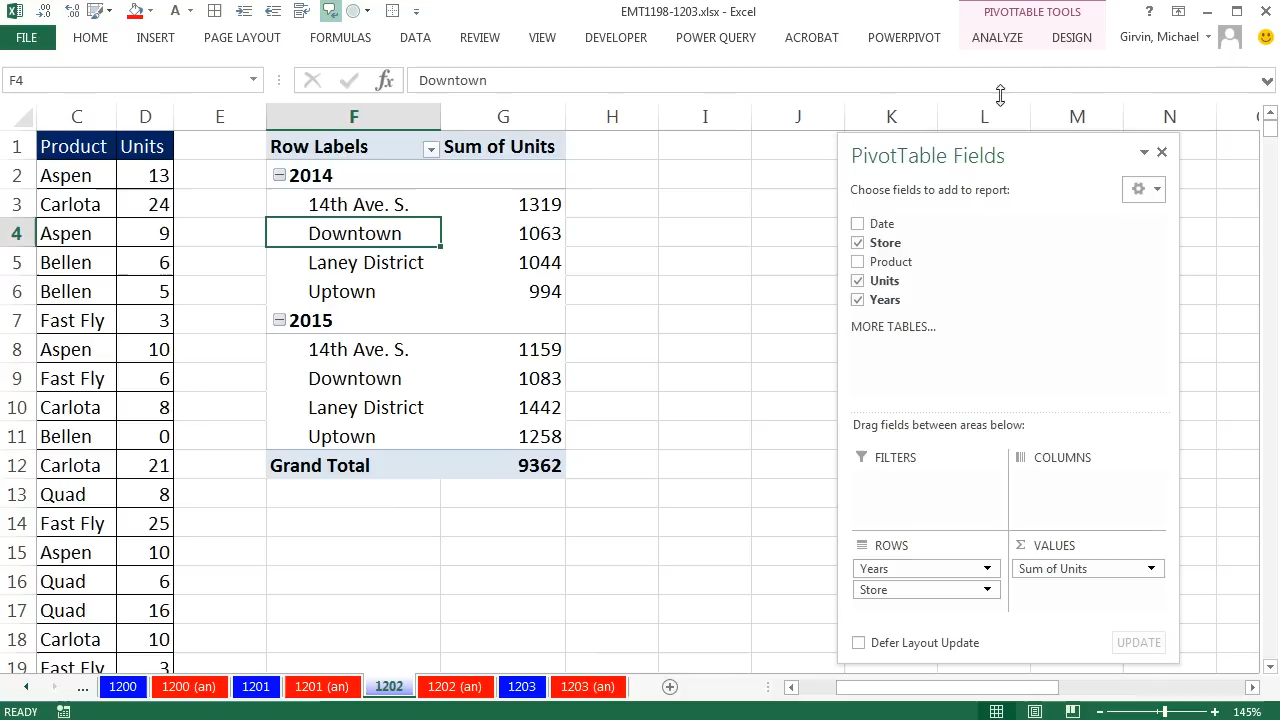 EMT1198-1203.xlsx - Excel
PIVOTTABLE TOOLS
FILE HOME INSERT PAGE LAYOUT FORMULAS DATA REVIEW VIEW DEVELOPER POWER QUERY ACROBAT POWERPIVOT ANALYZE DESIGN Girvin, Michael
F4 fx Downtown
C D E F G H I J K L M N
1 Product Units Row Labels Sum of Units
2 Aspen 13 2014
3 Carlota 24 14th Ave. S. 1319
4 Aspen 9 Downtown 1063
5 Bellen 6 Laney District 1044
6 Bellen 5 Uptown 994
7 Fast Fly 3 2015
8 Aspen 10 14th Ave. S. 1159
9 Fast Fly 6 Downtown 1083
10 Carlota 8 Laney District 1442
11 Bellen 0 Uptown 1258
12 Carlota 21 Grand Total 9362
13 Quad 8
14 Fast Fly 25
15 Aspen 10
16 Quad 6
17 Quad 16
18 Carlota 10
19 Fast Fly 3
PivotTable Fields
Choose fields to add to report:
Date
Store
Product
Units
Years
MORE TABLES...
Drag fields between areas below:
FILTERS COLUMNS
ROWS VALUES
Years Sum of Units
Store
Defer Layout Update UPDATE
... 1200 1200 (an) 1201 1201 (an) 1202 1202 (an) 1203 1203 (an)
READY 145%